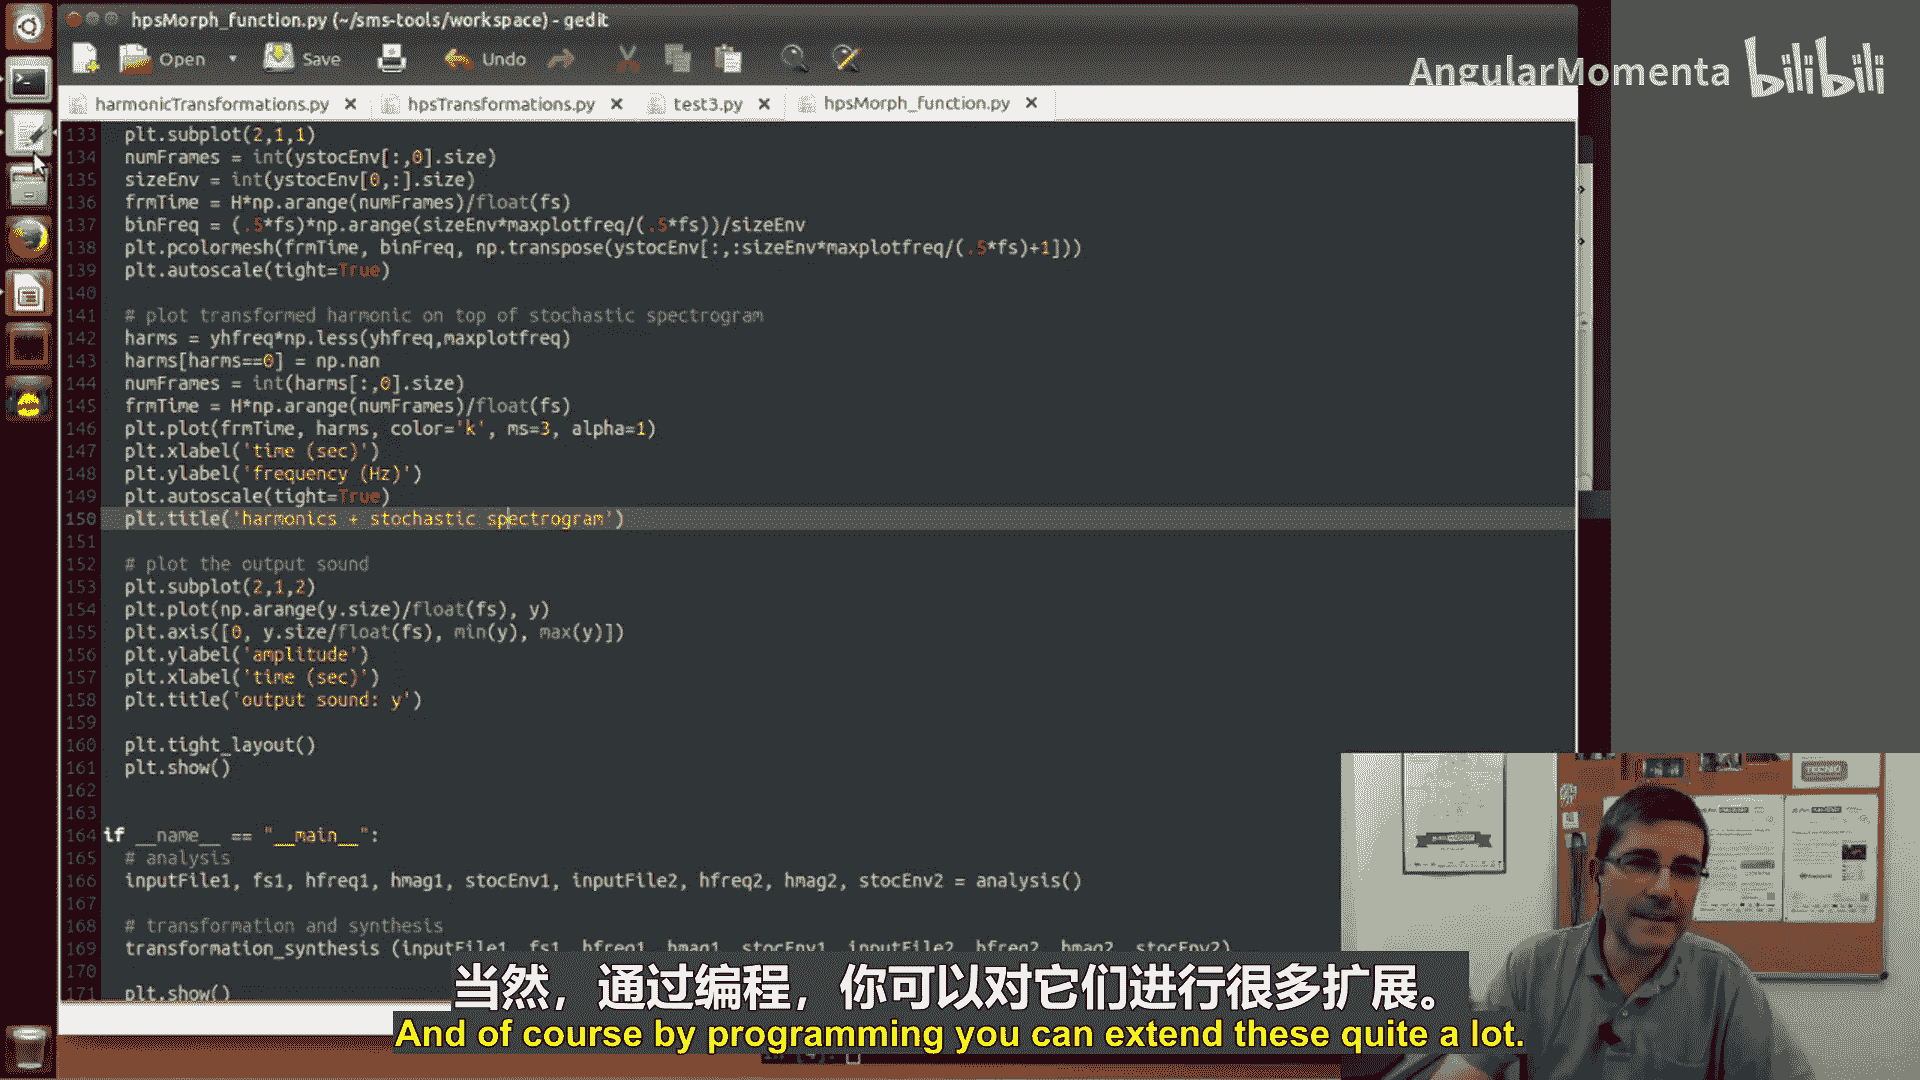 hpsMorph_function.py (~/sms-tools/workspace) - gedit
Open Save Undo
AngularMomenta bilibili
harmonicTransformations.py hpsTransformations.py test3.py hpsMorph_function.py
133 plt.subplot(2,1,1)
134 numFrames = int(ystocEnv[:,0].size)
135 sizeEnv = int(ystocEnv[0,:].size)
136 frmTime = H*np.arange(numFrames)/float(fs)
137 binFreq = (.5*fs)*np.arange(sizeEnv*maxplotfreq/(.5*fs))/sizeEnv
138 plt.pcolormesh(frmTime, binFreq, np.transpose(ystocEnv[:,:sizeEnv*maxplotfreq/(.5*fs)+1]))
139 plt.autoscale(tight=True)
140
141 # plot transformed harmonic on top of stochastic spectrogram
142 harms = yhfreq*np.less(yhfreq,maxplotfreq)
143 harms[harms==0] = np.nan
144 numFrames = int(harms[:,0].size)
145 frmTime = H*np.arange(numFrames)/float(fs)
146 plt.plot(frmTime, harms, color='k', ms=3, alpha=1)
147 plt.xlabel('time (sec)')
148 plt.ylabel('frequency (Hz)')
149 plt.autoscale(tight=True)
150 plt.title('harmonics + stochastic spectrogram')
151
152 # plot the output sound
153 plt.subplot(2,1,2)
154 plt.plot(np.arange(y.size)/float(fs), y)
155 plt.axis([0, y.size/float(fs), min(y), max(y)])
156 plt.ylabel('amplitude')
157 plt.xlabel('time (sec)')
158 plt.title('output sound: y')
159
160 plt.tight_layout()
161 plt.show()
162
163
164 if __name__ == "__main__":
165 # analysis
166 inputFile1, fs1, hfreq1, hmag1, stocEnv1, inputFile2, hfreq2, hmag2, stocEnv2 = analysis()
167
168 # transformation and synthesis
169 transformation_synthesis (inputFile1, fs1, hfreq1, hmag1, stocEnv1, inputFile2, hfreq2, hmag2, stocEnv2)
170
171 plt.show()
TECNIO
当然，通过编程，你可以对它们进行很多扩展。
And of course by programming you can extend these quite a lot.